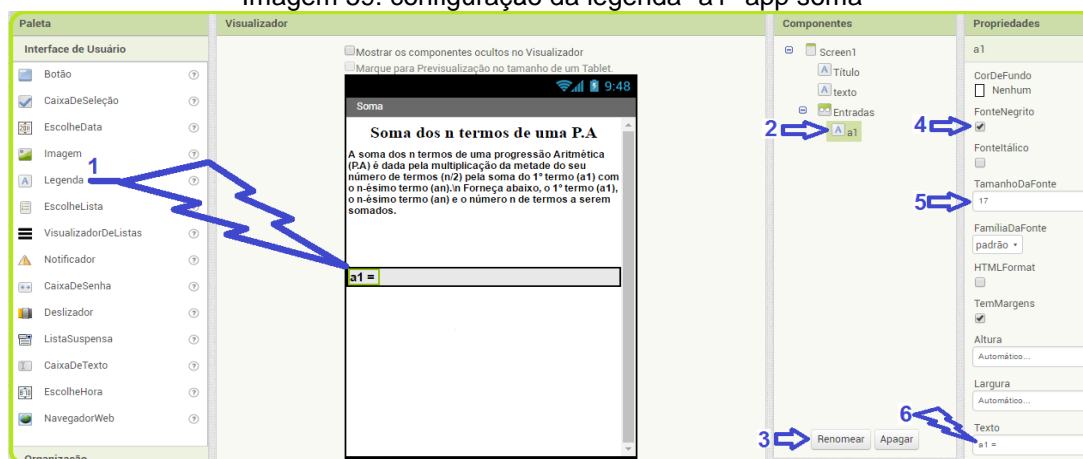 Imagem 39: configuração da legenda "a1" app soma
Paleta
Interface de Usuário
Botão
CaixaDeSeleção
EscolheData
Imagem
1
Legenda
EscolheLista
VisualizadorDeListas
Notificador
CaixaDeSenha
Deslizador
ListaSuspensa
CaixaDeTexto
EscolheHora
NavegadorWeb
Organização
Visualizador
Mostrar os componentes ocultos no Visualizador
Marque para Previsualização no tamanho de um Tablet.
9:48
Soma
Soma dos n termos de uma P.A
A soma dos n termos de uma progressão Aritmética
(P.A) é dada pela multiplicação da metade do seu
número de termos (n/2) pela soma do 1º termo (a1) com
o n-ésimo termo (an).\n Forneça abaixo, o 1º termo (a1),
o n-ésimo termo (an) e o número n de termos a serem
somados.
a1 =
Componentes
Screen1
Título
texto
Entradas
2
a1
3
Renomear Apagar
Propriedades
a1
CorDeFundo
Nenhum
FonteNegrito
4
FonteItálico
TamanhoDaFonte
5
17
FamíliaDaFonte
padrão
HTMLFormat
TemMargens
Altura
Automático...
Largura
Automático...
6
Texto
a1 =